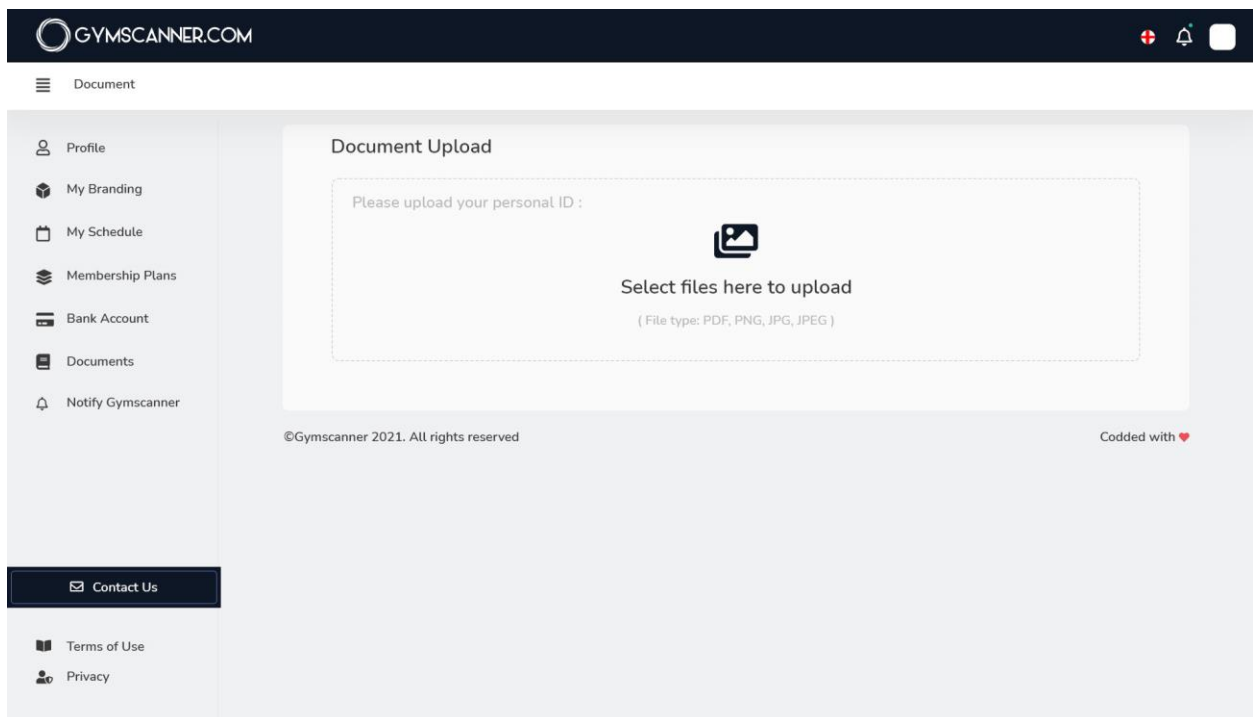 GYMSCANNER.COM
Document
Profile
My Branding
My Schedule
Membership Plans
Bank Account
Documents
Notify Gymscanner
Contact Us
Terms of Use
Privacy
Document Upload
Please upload your personal ID :
Select files here to upload
( File type: PDF, PNG, JPG, JPEG )
©Gymscanner 2021. All rights reserved
Codded with